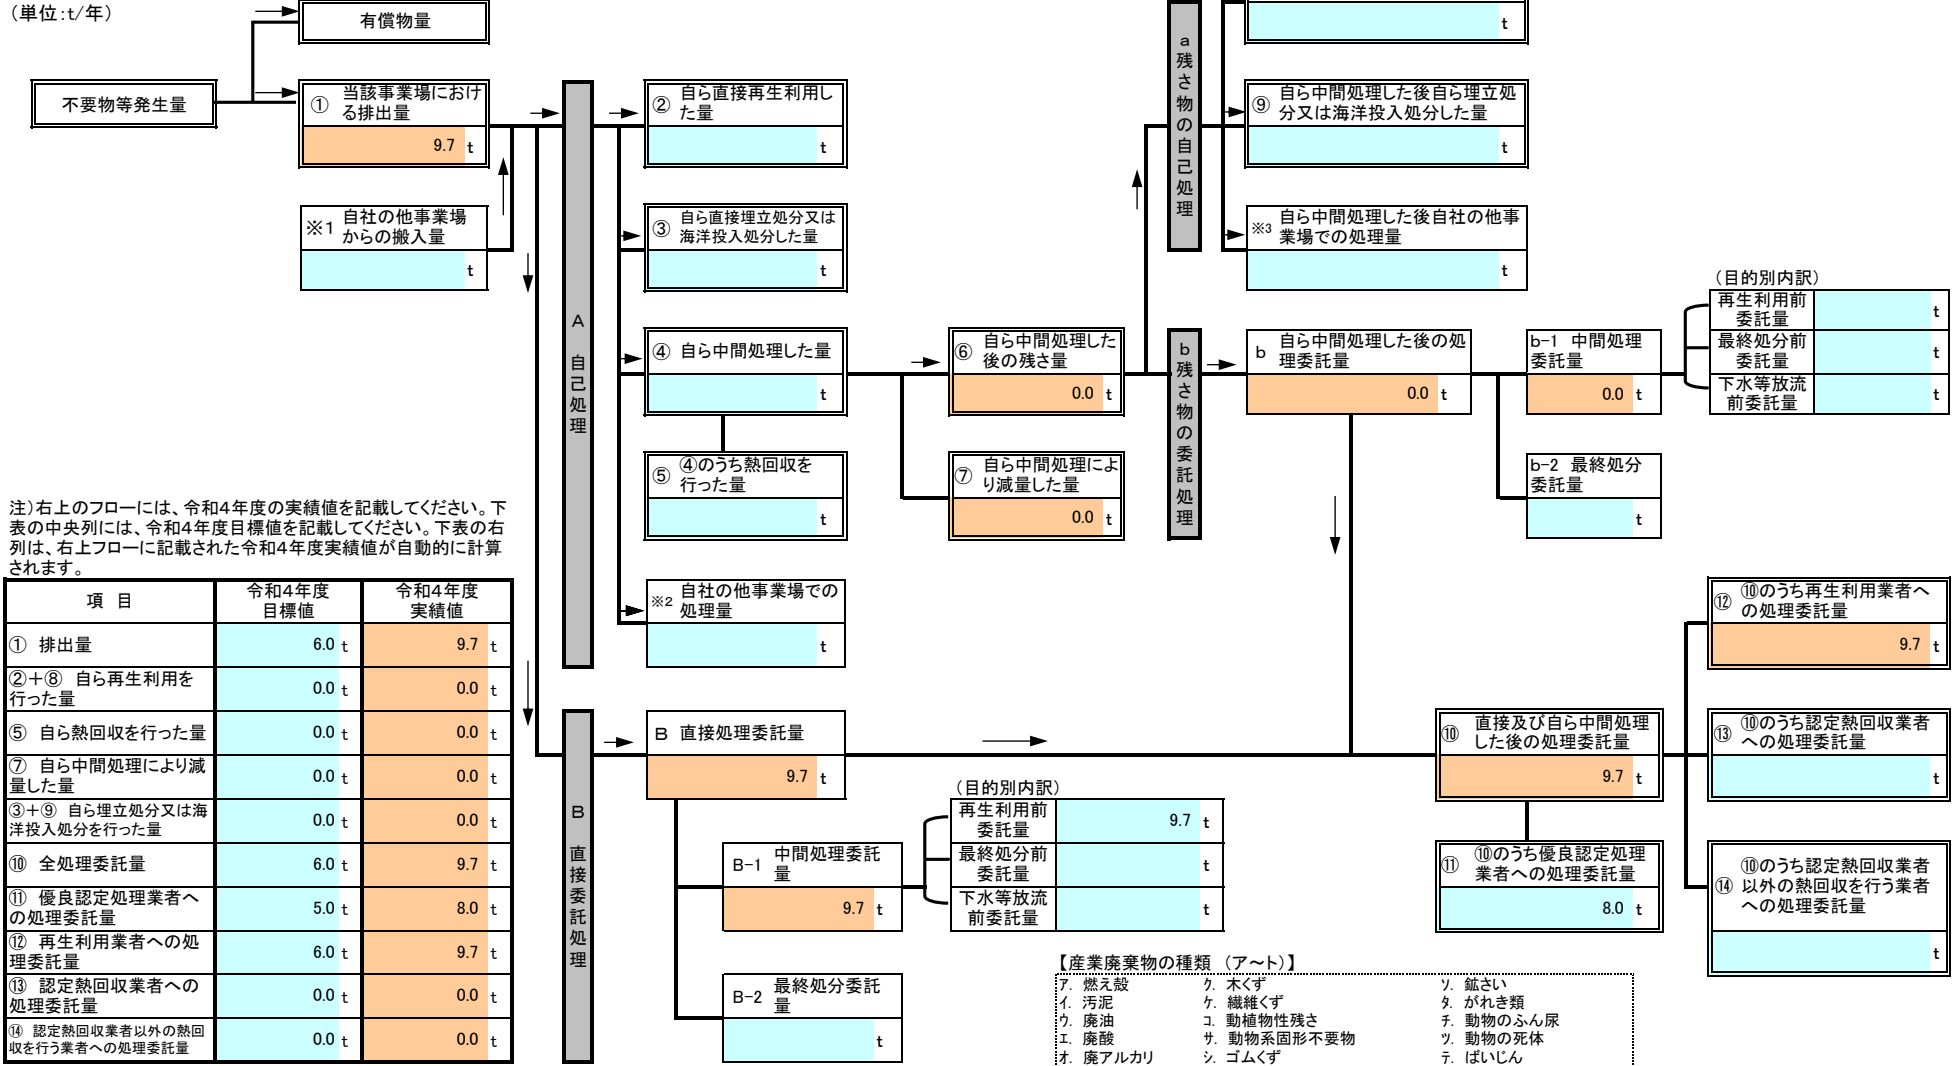 （単位:t/年）
有償物量
t
不要物等発生量
① 当該事業場におけ
る排出量
9.7 t
※1 自社の他事業場
からの搬入量
t
A 自己処理
② 自ら直接再生利用し
た量
t
③ 自ら直接埋立処分又は
海洋投入処分した量
t
④ 自ら中間処理した量
t
⑤ ④のうち熱回収を
行った量
t
※2 自社の他事業場での
処理量
t
⑥ 自ら中間処理した
後の残さ量
0.0 t
⑦ 自ら中間処理によ
り減量した量
0.0 t
a 残さ物の自己処理
⑨ 自ら中間処理した後自ら埋立処
分又は海洋投入処分した量
t
※3 自ら中間処理した後自社の他事
業場での処理量
t
b 残さ物の委託処理
b 自ら中間処理した後の処
理委託量
0.0 t
b-1 中間処理
委託量
0.0 t
b-2 最終処分
委託量
t
（目的別内訳）
再生利用前
委託量
t
最終処分前
委託量
t
下水等放流
前委託量
t
注）右上のフローには、令和4年度の実績値を記載してください。下
表の中央列には、令和4年度目標値を記載してください。下表の右
列は、右上フローに記載された令和4年度実績値が自動的に計算
されます。
項 目 令和4年度
目標値 令和4年度
実績値
① 排出量 6.0 t 9.7 t
②+⑧ 自ら再生利用を
行った量 0.0 t 0.0 t
⑤ 自ら熱回収を行った量 0.0 t 0.0 t
⑦ 自ら中間処理により減
量した量 0.0 t 0.0 t
③+⑨ 自ら埋立処分又は海
洋投入処分を行った量 0.0 t 0.0 t
⑩ 全処理委託量 6.0 t 9.7 t
⑪ 優良認定処理業者へ
の処理委託量 5.0 t 8.0 t
⑫ 再生利用業者への処
理委託量 6.0 t 9.7 t
⑬ 認定熱回収業者への
処理委託量 0.0 t 0.0 t
⑭ 認定熱回収業者以外の熱回
収を行う業者への処理委託量 0.0 t 0.0 t
B 直接委託処理
B 直接処理委託量
9.7 t
B-1 中間処理委託
量
9.7 t
B-2 最終処分委託
量
t
（目的別内訳）
再生利用前
委託量
9.7 t
最終処分前
委託量
t
下水等放流
前委託量
t
⑩ 直接及び自ら中間処理
した後の処理委託量
9.7 t
⑪ ⑩のうち優良認定処理
業者への処理委託量
8.0 t
⑫ ⑩のうち再生利用業者へ
の処理委託量
9.7 t
⑬ ⑩のうち認定熱回収業者
への処理委託量
t
⑭ ⑩のうち認定熱回収業者
以外の熱回収を行う業者
への処理委託量
t
【産業廃棄物の種類 （ア～ト）】
ア. 燃え殻 ク. 木くず ソ. 鉱さい
イ. 汚泥 ケ. 繊維くず タ. がれき類
ウ. 廃油 コ. 動植物性残さ チ. 動物のふん尿
エ. 廃酸 サ. 動物系固形不要物 ツ. 動物の死体
オ. 廃アルカリ シ. ゴムくず テ. ばいじん